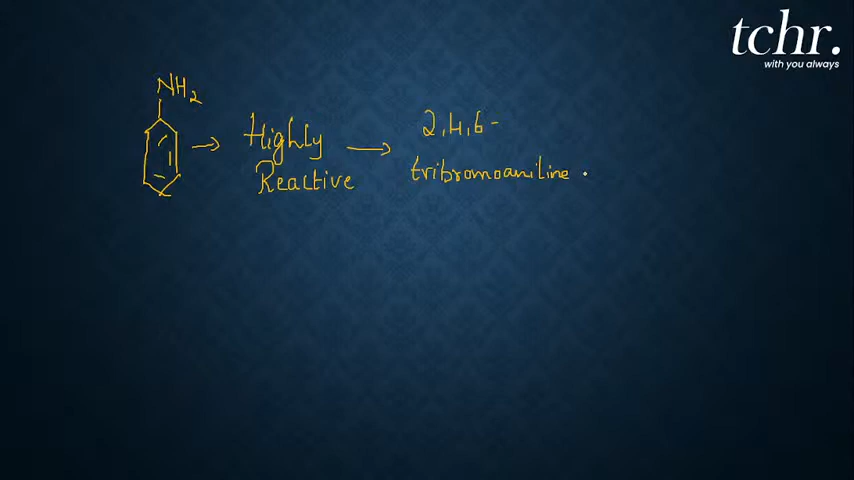 tchr.
with you always
NH2
Highly
Reactive
2,4,6-
tribromoaniline.